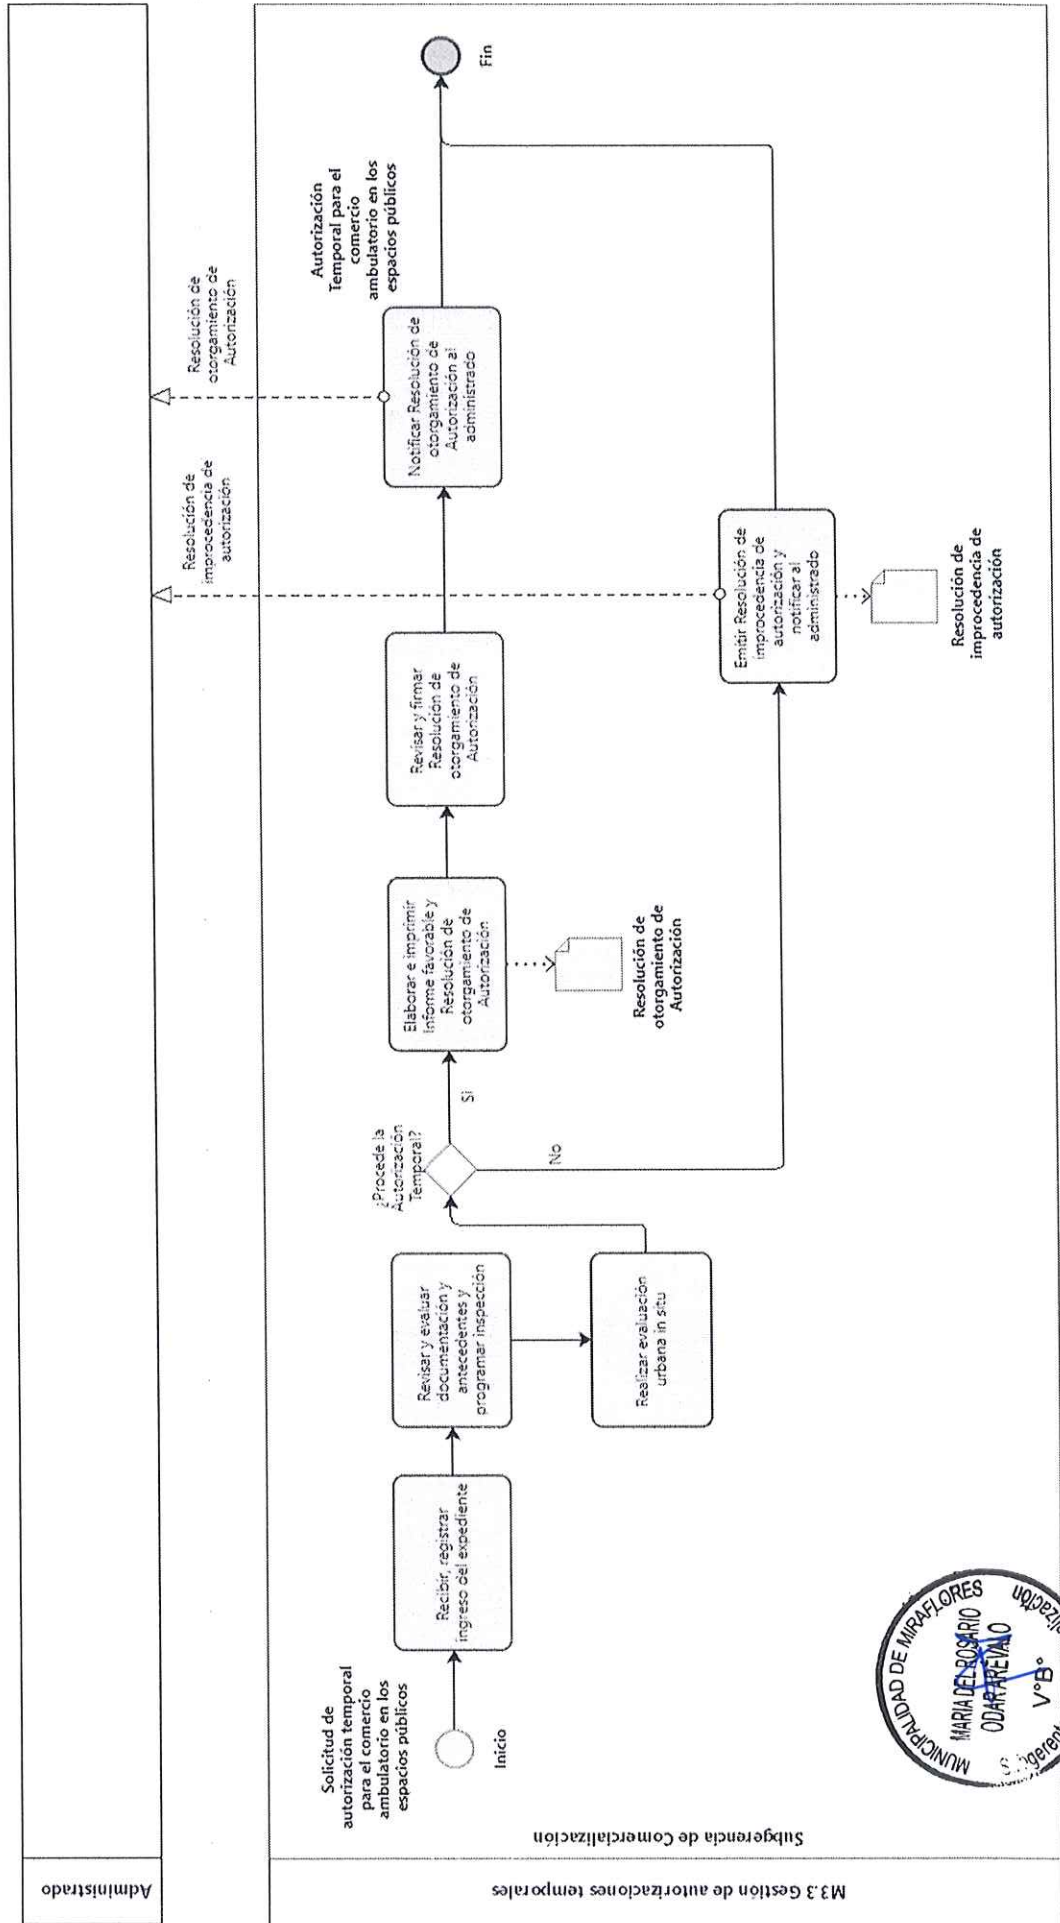 Administrado
M3.3 Gestión de autorizaciones temporales
Subgerencia de Comercialización
Solicitud de
autorización temporal
para el comercio
ambulatorio en los
espacios públicos
Inicio
Recibir, registrar
ingreso del expediente
Revisar y evaluar
documentación y
antecedentes y
programar inspección
Realizar evaluación
urbana in situ
¿Procede la
Autorización
Temporal?
Si
No
Elaborar e imprimir
Informe favorable y
Resolución de
otorgamiento de
Autorización
Resolución de
otorgamiento de
Autorización
Revisar y firmar
Resolución de
otorgamiento de
Autorización
Emitir Resolución de
improcedencia de
autorización y
notificar al
administrado
Resolución de
improcedencia de
autorización
Resolución de
improcedencia de
autorización
Notificar Resolución de
otorgamiento de
Autorización al
administrado
Resolución de
otorgamiento de
Autorización
Autorización
Temporal para el
comercio
ambulatorio en los
espacios públicos
Fin
MUNICIPALIDAD DE MIRAFLORES
MARIA DEL ROSARIO
ODAR AREVALO
V°B°